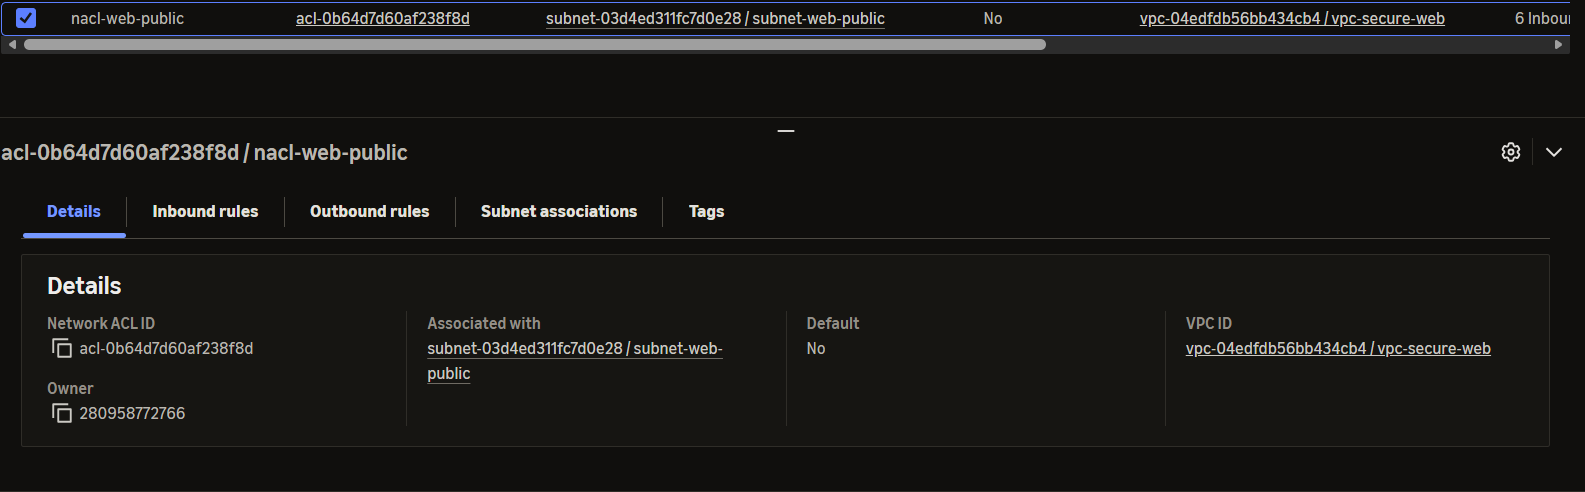 nacl-web-public acl-0b64d7d60af238f8d subnet-03d4ed311fc7d0e28 / subnet-web-public No vpc-04edfdb56bb434cb4 / vpc-secure-web 6 Inbou
acl-0b64d7d60af238f8d / nacl-web-public
Details Inbound rules Outbound rules Subnet associations Tags
Details
Network ACL ID Associated with Default VPC ID
acl-0b64d7d60af238f8d subnet-03d4ed311fc7d0e28 / subnet-web- No vpc-04edfdb56bb434cb4 / vpc-secure-web
public
Owner
280958772766